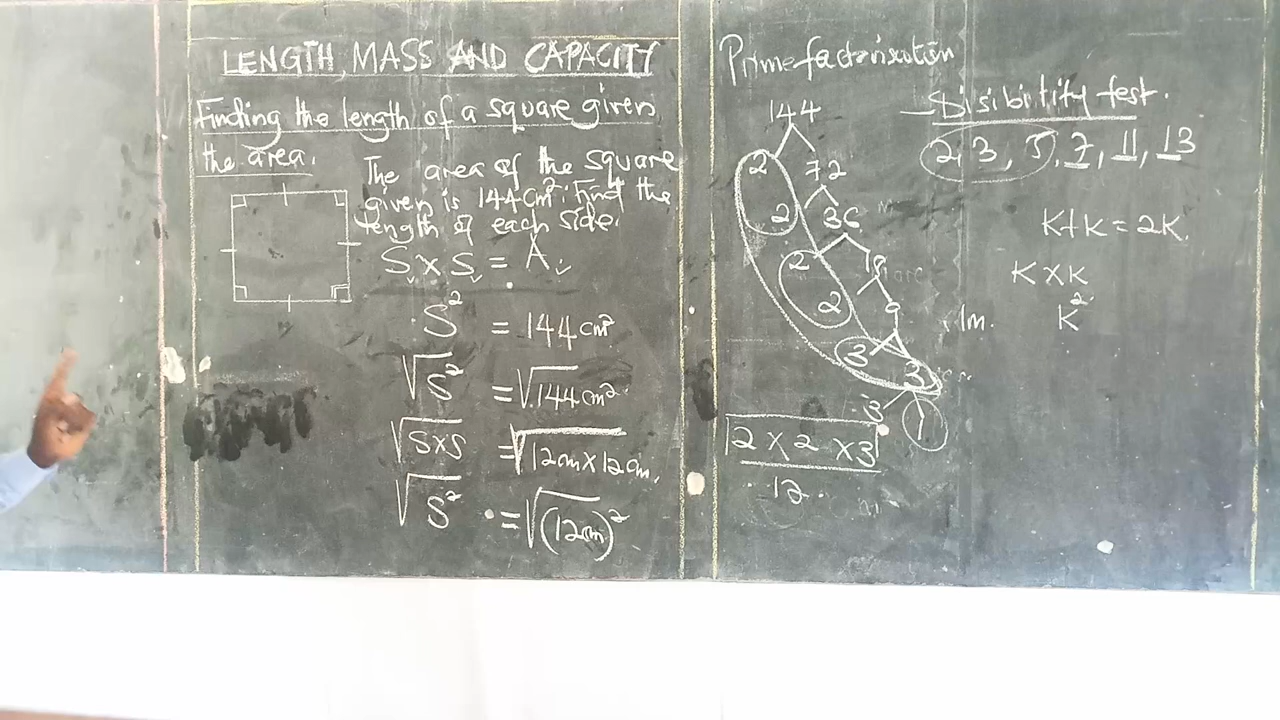 LENGTH, MASS AND CAPACITY
Finding the length of a square given
the area.
The area of the square
given is 144cm². Find the
length of each side.
S x S = A
S² = 144cm²
√S² = √144cm²
√SxS = √12cm x 12cm
√S² = √(12cm)²
Prime factorisation
144
2 72
2 36
2 18
2 9
3 3
3 1
2 x 2 x 3
12
Disibility test.
2, 3, 5, 7, 11, 13
K+K = 2K.
K x K
K²